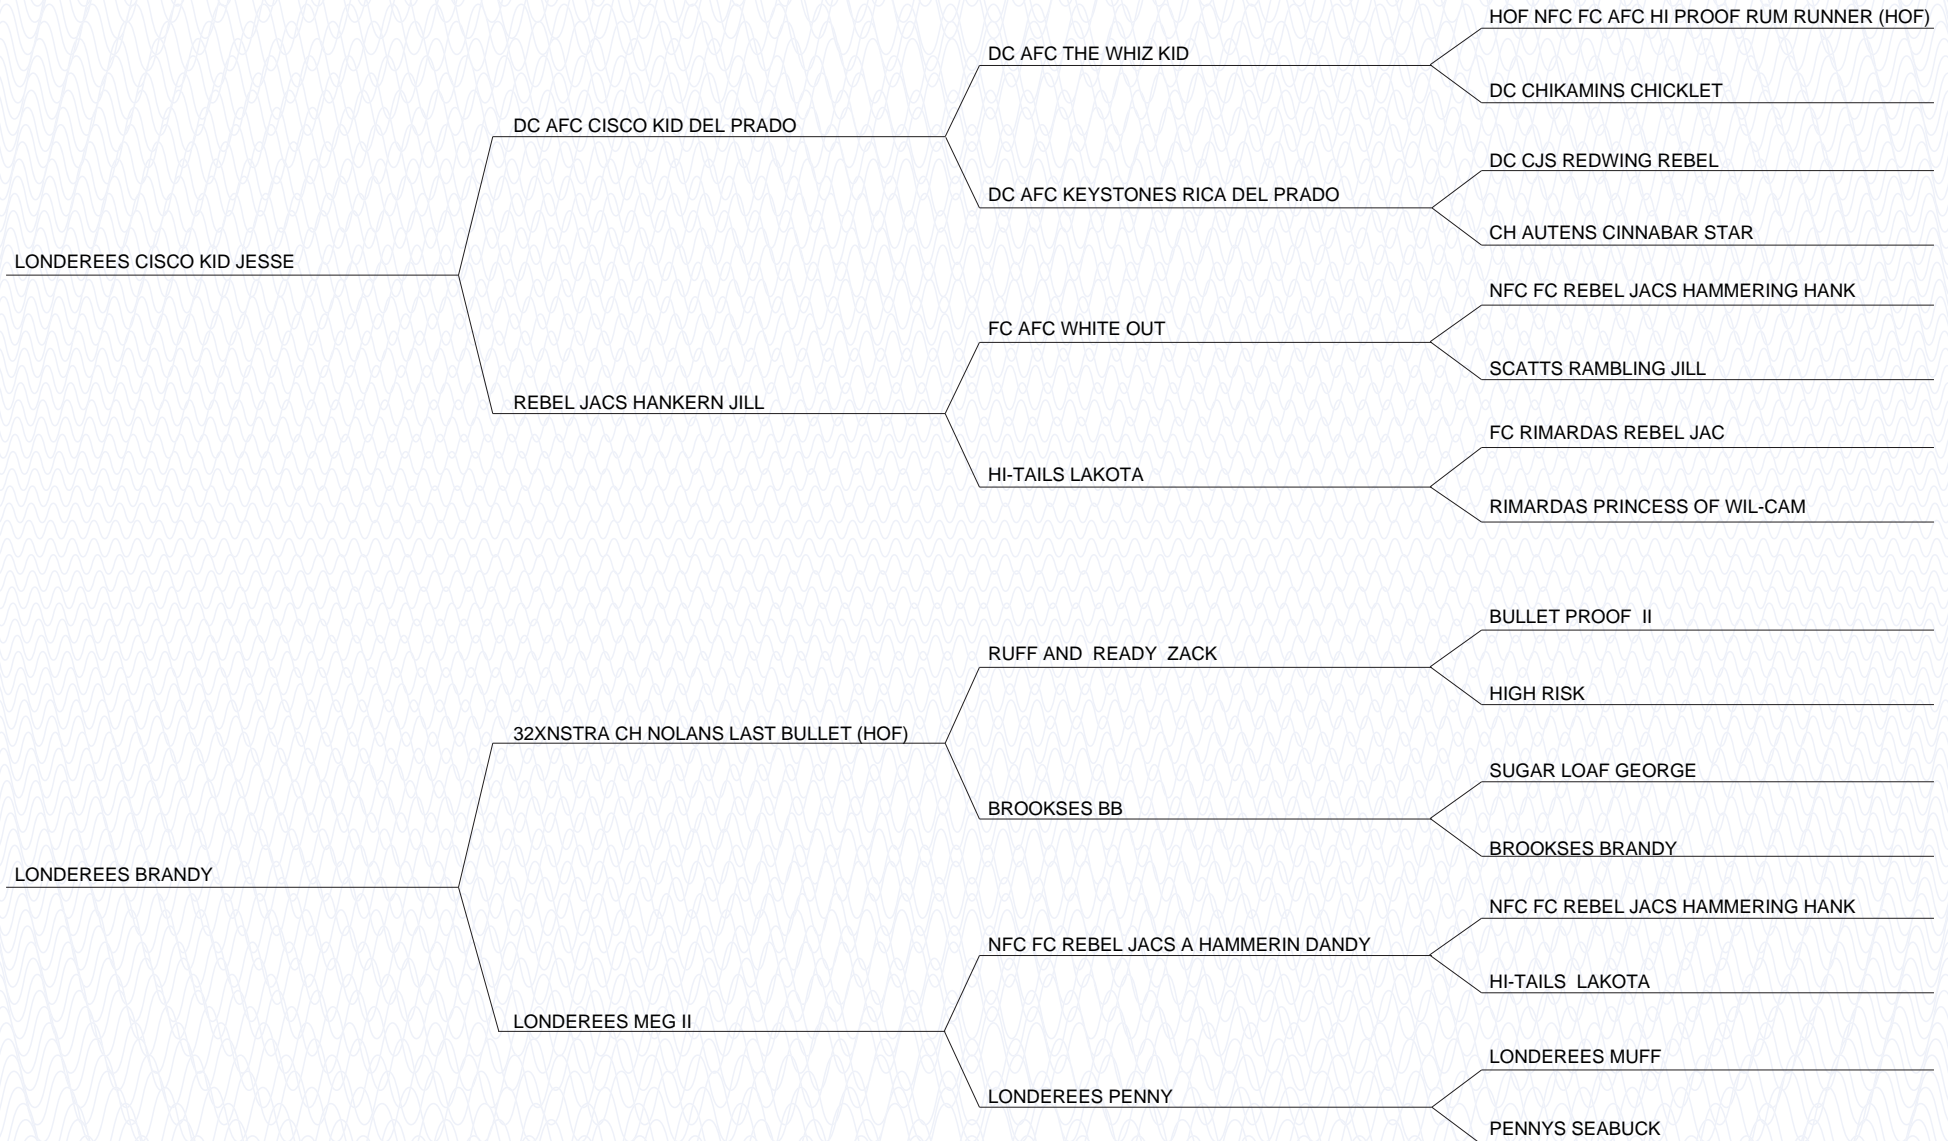 HOF NFC FC AFC HI PROOF RUM RUNNER (HOF)
DC AFC THE WHIZ KID
DC CHIKAMINS CHICKLET
DC AFC CISCO KID DEL PRADO
DC CJS REDWING REBEL
DC AFC KEYSTONES RICA DEL PRADO
CH AUTENS CINNABAR STAR
LONDEREES CISCO KID JESSE
NFC FC REBEL JACS HAMMERING HANK
FC AFC WHITE OUT
SCATTS RAMBLING JILL
REBEL JACS HANKERN JILL
FC RIMARDAS REBEL JAC
HI-TAILS LAKOTA
RIMARDAS PRINCESS OF WIL-CAM
BULLET PROOF  II
RUFF AND  READY  ZACK
HIGH RISK
32XNSTRA CH NOLANS LAST BULLET (HOF)
SUGAR LOAF GEORGE
BROOKSES BB
BROOKSES BRANDY
LONDEREES BRANDY
NFC FC REBEL JACS HAMMERING HANK
NFC FC REBEL JACS A HAMMERIN DANDY
HI-TAILS  LAKOTA
LONDEREES MEG II
LONDEREES MUFF
LONDEREES PENNY
PENNYS SEABUCK